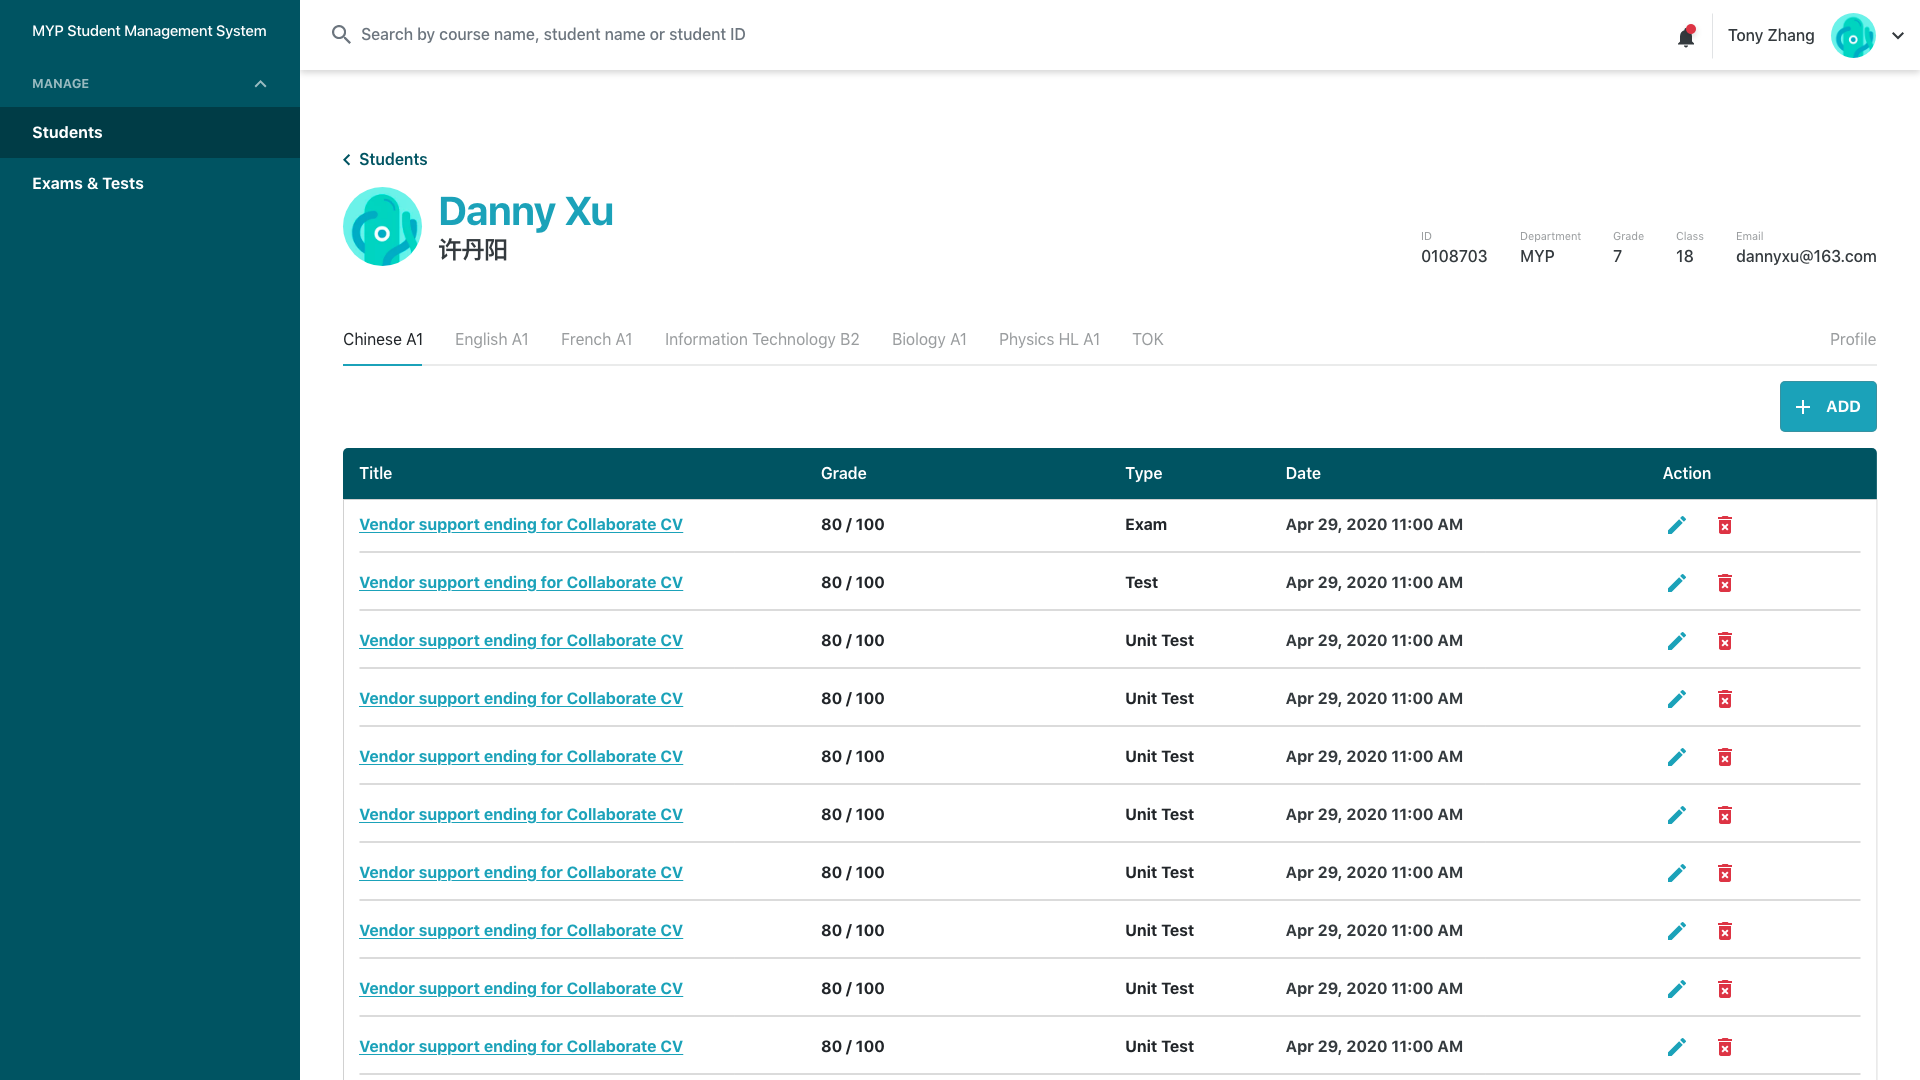 MYP Student Management System
Search by course name, student name or student ID
Tony Zhang
MANAGE
Students
Exams & Tests
Students
Danny Xu
许丹阳
ID Department Grade Class Email
0108703 MYP 7 18 dannyxu@163.com
Chinese A1 English A1 French A1 Information Technology B2 Biology A1 Physics HL A1 TOK Profile
ADD
Title Grade Type Date Action
Vendor support ending for Collaborate CV 80 / 100 Exam Apr 29, 2020 11:00 AM
Vendor support ending for Collaborate CV 80 / 100 Test Apr 29, 2020 11:00 AM
Vendor support ending for Collaborate CV 80 / 100 Unit Test Apr 29, 2020 11:00 AM
Vendor support ending for Collaborate CV 80 / 100 Unit Test Apr 29, 2020 11:00 AM
Vendor support ending for Collaborate CV 80 / 100 Unit Test Apr 29, 2020 11:00 AM
Vendor support ending for Collaborate CV 80 / 100 Unit Test Apr 29, 2020 11:00 AM
Vendor support ending for Collaborate CV 80 / 100 Unit Test Apr 29, 2020 11:00 AM
Vendor support ending for Collaborate CV 80 / 100 Unit Test Apr 29, 2020 11:00 AM
Vendor support ending for Collaborate CV 80 / 100 Unit Test Apr 29, 2020 11:00 AM
Vendor support ending for Collaborate CV 80 / 100 Unit Test Apr 29, 2020 11:00 AM